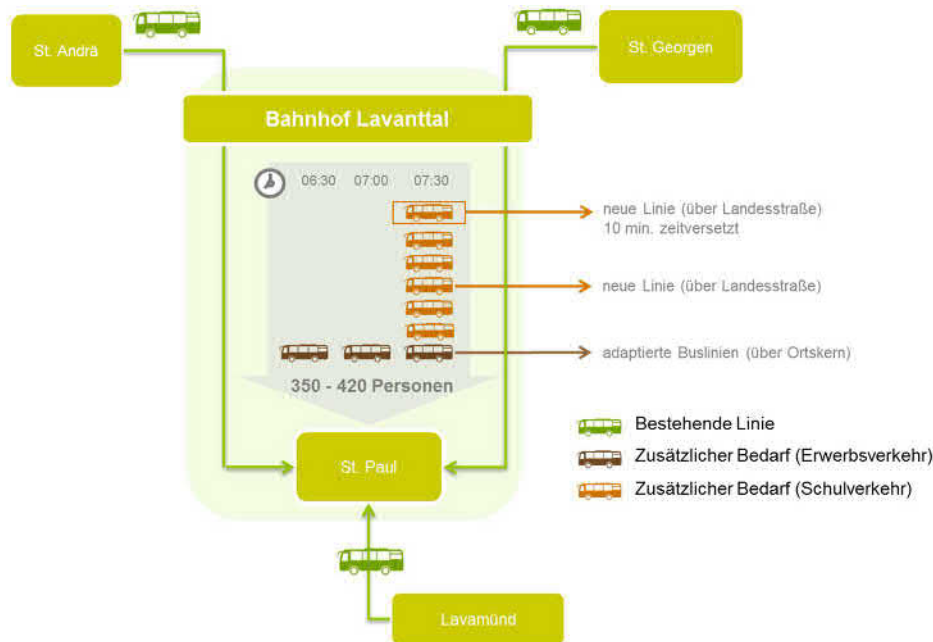 St. Andrä
St. Georgen
Bahnhof Lavanttal
06:30 07:00 07:30
neue Linie (über Landesstraße)
10 min. zeitversetzt
neue Linie (über Landesstraße)
adaptierte Buslinien (über Ortskern)
350 - 420 Personen
Bestehende Linie
Zusätzlicher Bedarf (Erwerbsverkehr)
Zusätzlicher Bedarf (Schulverkehr)
St. Paul
Lavamünd